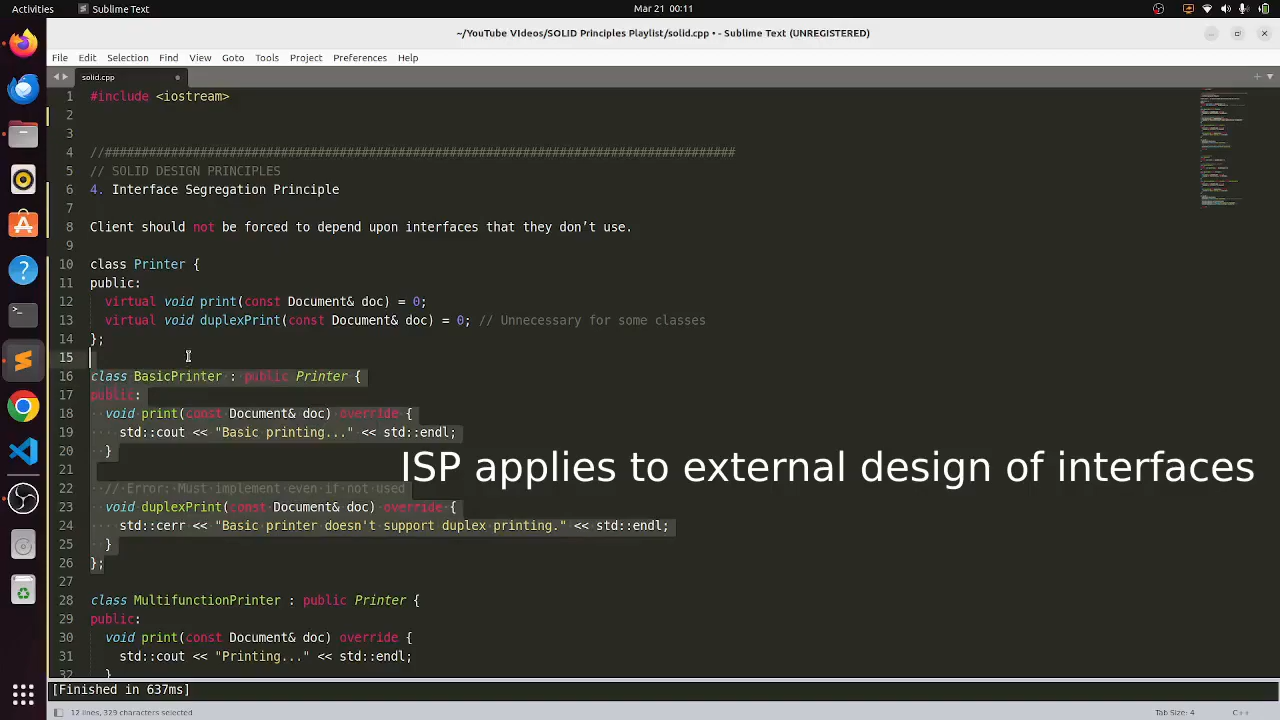 Activities Sublime Text Mar 21 00:11
~/YouTube VIdeos/SOLID Principles Playlist/solid.cpp • - Sublime Text (UNREGISTERED)
File Edit Selection Find View Goto Tools Project Preferences Help
solid.cpp
1 #include <iostream>
2
3
4 //#######################################################################################
5 // SOLID DESIGN PRINCIPLES
6 4. Interface Segregation Principle
7
8 Client should not be forced to depend upon interfaces that they don’t use.
9
10 class Printer {
11 public:
12 virtual void print(const Document& doc) = 0;
13 virtual void duplexPrint(const Document& doc) = 0; // Unnecessary for some classes
14 };
15
16 class BasicPrinter : public Printer {
17 public:
18 void print(const Document& doc) override {
19 std::cout << "Basic printing..." << std::endl;
20 }
21
22 // Error: Must implement even if not used
23 void duplexPrint(const Document& doc) override {
24 std::cerr << "Basic printer doesn't support duplex printing." << std::endl;
25 }
26 };
ISP applies to external design of interfaces
27
28 class MultifunctionPrinter : public Printer {
29 public:
30 void print(const Document& doc) override {
31 std::cout << "Printing..." << std::endl;
32 }
[Finished in 637ms]
12 lines, 329 characters selected Tab Size: 4 C++